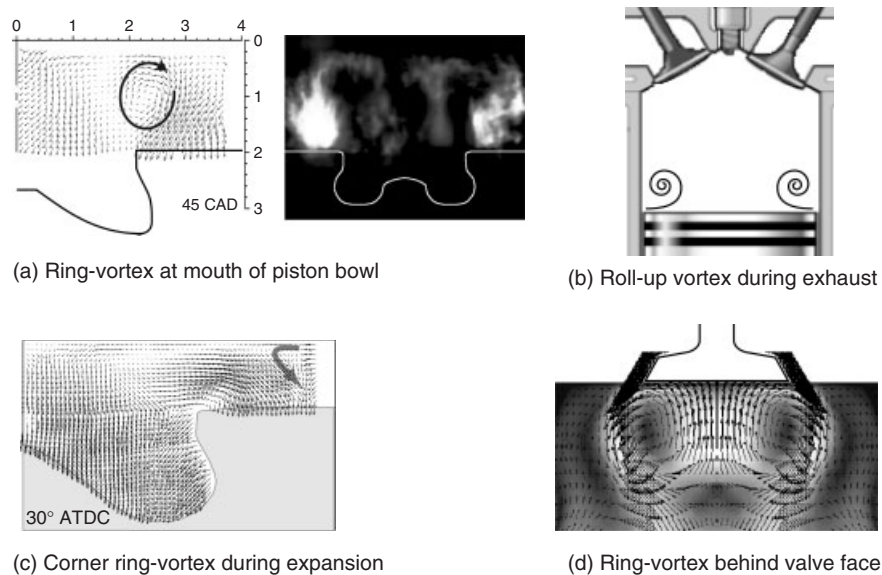 0 1 2 3 4
0
1
2
3
45 CAD
(a) Ring-vortex at mouth of piston bowl
(b) Roll-up vortex during exhaust
30° ATDC
(c) Corner ring-vortex during expansion
(d) Ring-vortex behind valve face